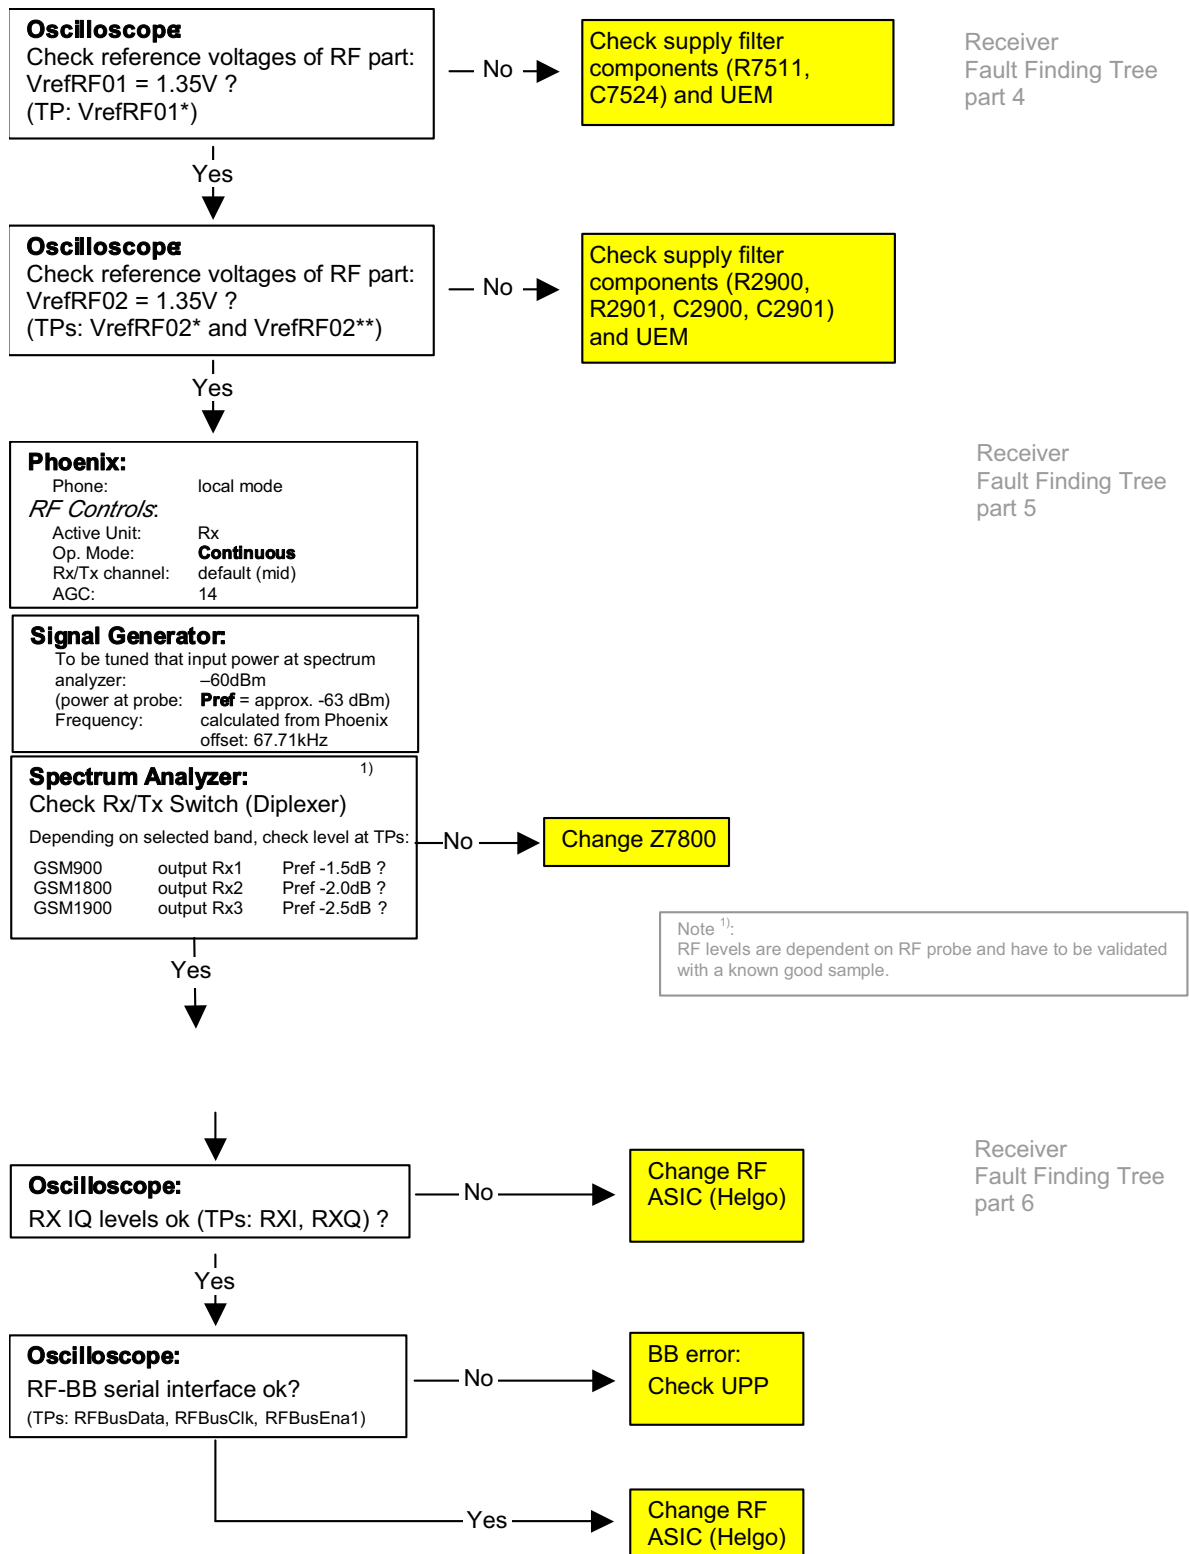 Oscilloscope:
Check reference voltages of RF part:
VrefRF01 = 1.35V ?
(TP: VrefRF01*)
No
Check supply filter
components (R7511,
C7524) and UEM
Receiver
Fault Finding Tree
part 4
Yes
Oscilloscope:
Check reference voltages of RF part:
VrefRF02 = 1.35V ?
(TPs: VrefRF02* and VrefRF02**)
No
Check supply filter
components (R2900,
R2901, C2900, C2901)
and UEM
Yes
Receiver
Fault Finding Tree
part 5
Phoenix:
Phone: local mode
RF Controls:
Active Unit: Rx
Op. Mode: Continuous
Rx/Tx channel: default (mid)
AGC: 14
Signal Generator:
To be tuned that input power at spectrum
analyzer: –60dBm
(power at probe: Pref = approx. -63 dBm)
Frequency: calculated from Phoenix
offset: 67.71kHz
Spectrum Analyzer: 1)
Check Rx/Tx Switch (Diplexer)
Depending on selected band, check level at TPs:
GSM900 output Rx1 Pref -1.5dB ?
GSM1800 output Rx2 Pref -2.0dB ?
GSM1900 output Rx3 Pref -2.5dB ?
No
Change Z7800
Note 1):
RF levels are dependent on RF probe and have to be validated
with a known good sample.
Yes
Receiver
Fault Finding Tree
part 6
Oscilloscope:
RX IQ levels ok (TPs: RXI, RXQ) ?
No
Change RF
ASIC (Helgo)
Yes
Oscilloscope:
RF-BB serial interface ok?
(TPs: RFBusData, RFBusClk, RFBusEna1)
No
BB error:
Check UPP
Yes
Change RF
ASIC (Helgo)